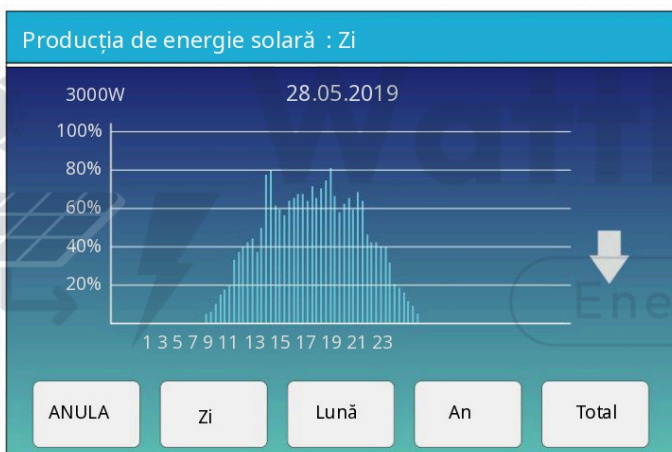 Producția de energie solară : Zi
3000W
28.05.2019
100%
80%
60%
40%
20%
1 3 5 7 9 11 13 15 17 19 21 23
ANULA
Zi
Lună
An
Total